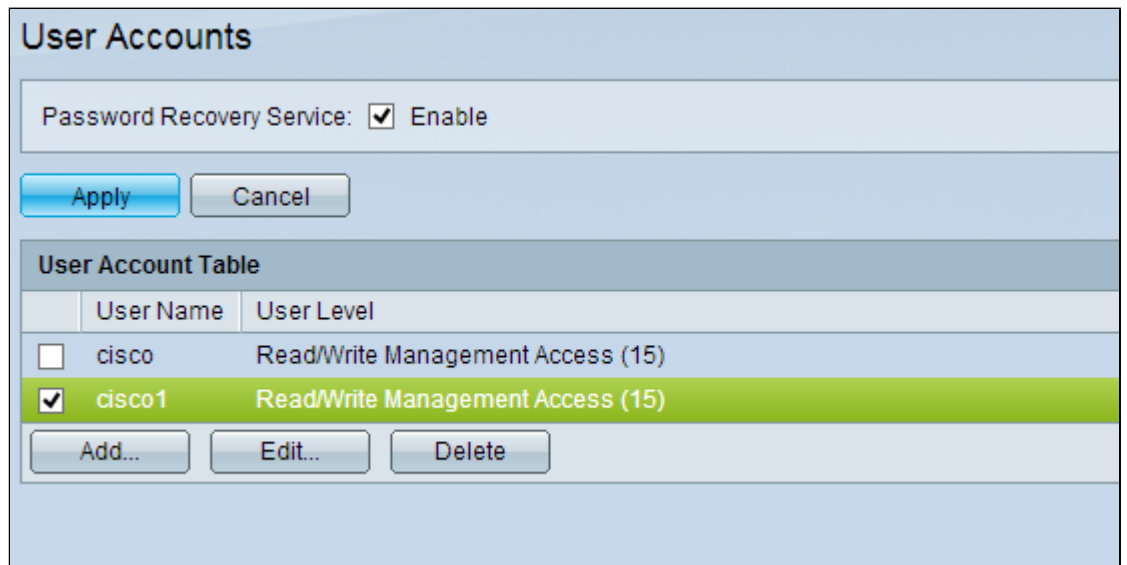 User Accounts
Password Recovery Service: Enable
Apply Cancel
User Account Table
User Name User Level
cisco Read/Write Management Access (15)
cisco1 Read/Write Management Access (15)
Add... Edit... Delete